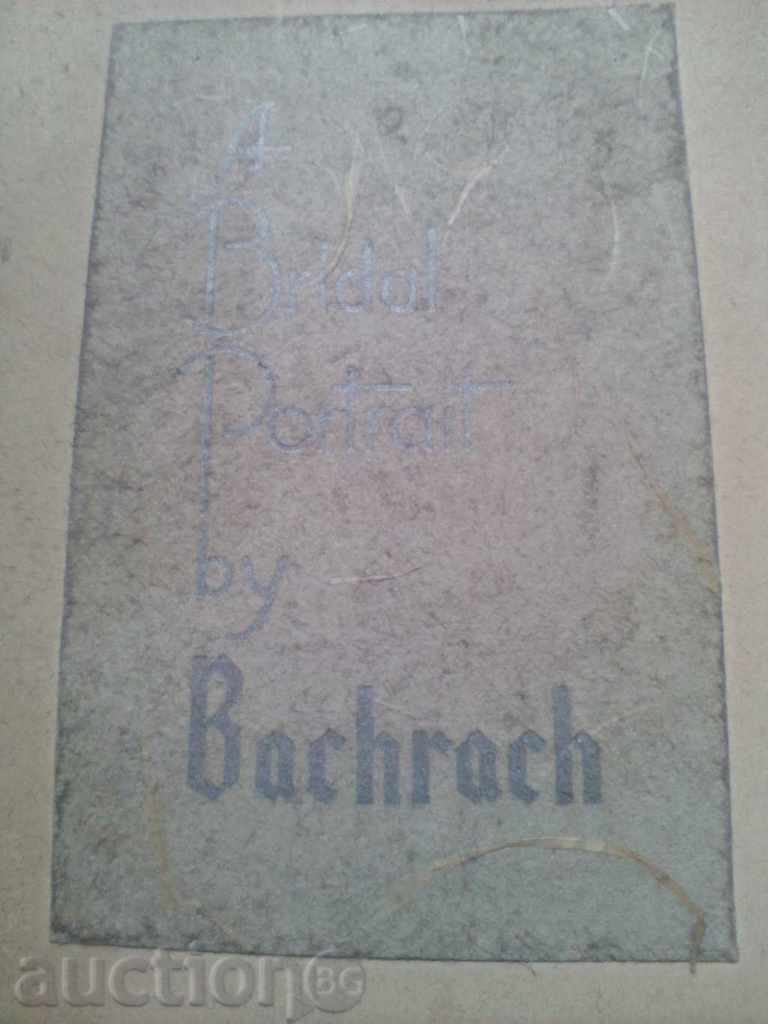 A
Bridal
Portrait
by
Bachrach
auction BG